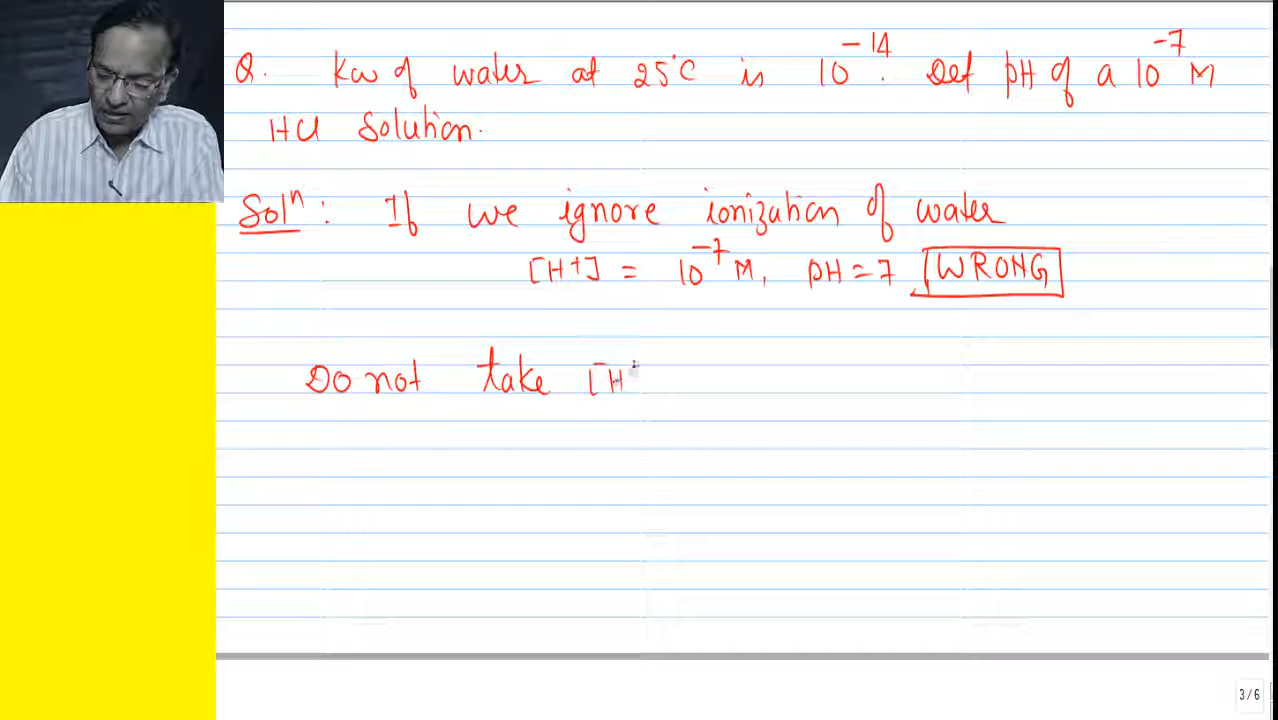 Q. Kw of water at 25°C is 10⁻¹⁴. Det pH of a 10⁻⁷ M
HCl Solution.
Solⁿ: If we ignore ionization of water
[H+] = 10⁻⁷ M, pH = 7 WRONG
Do not take [H⁺
3/6